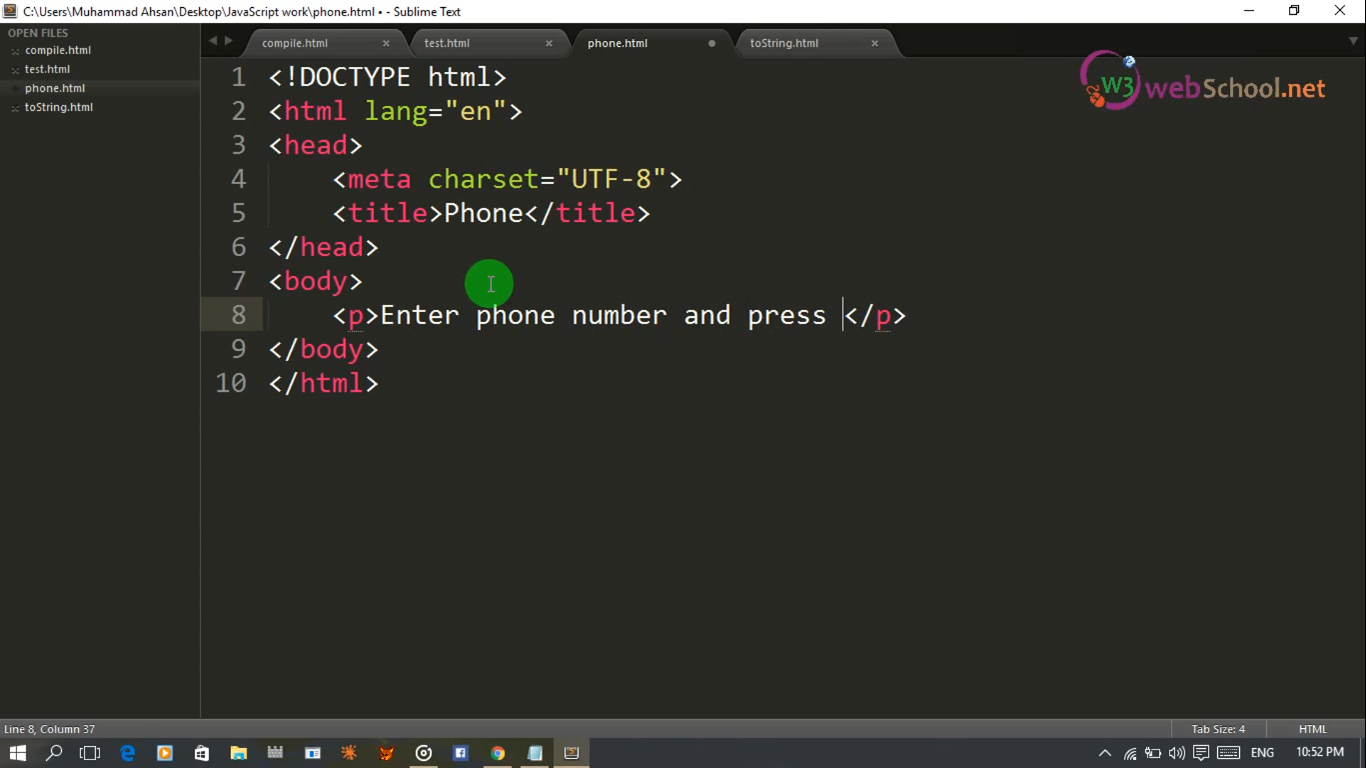 C:\Users\Muhammad Ahsan\Desktop\JavaScript work\phone.html • - Sublime Text
OPEN FILES
compile.html
test.html
phone.html
toString.html
compile.html × test.html × phone.html toString.html ×
W3 webSchool.net
1 <!DOCTYPE html>
2 <html lang="en">
3 <head>
4 <meta charset="UTF-8">
5 <title>Phone</title>
6 </head>
7 <body>
8 <p>Enter phone number and press </p>
9 </body>
10 </html>
Line 8, Column 37
Tab Size: 4
HTML
ENG
10:52 PM